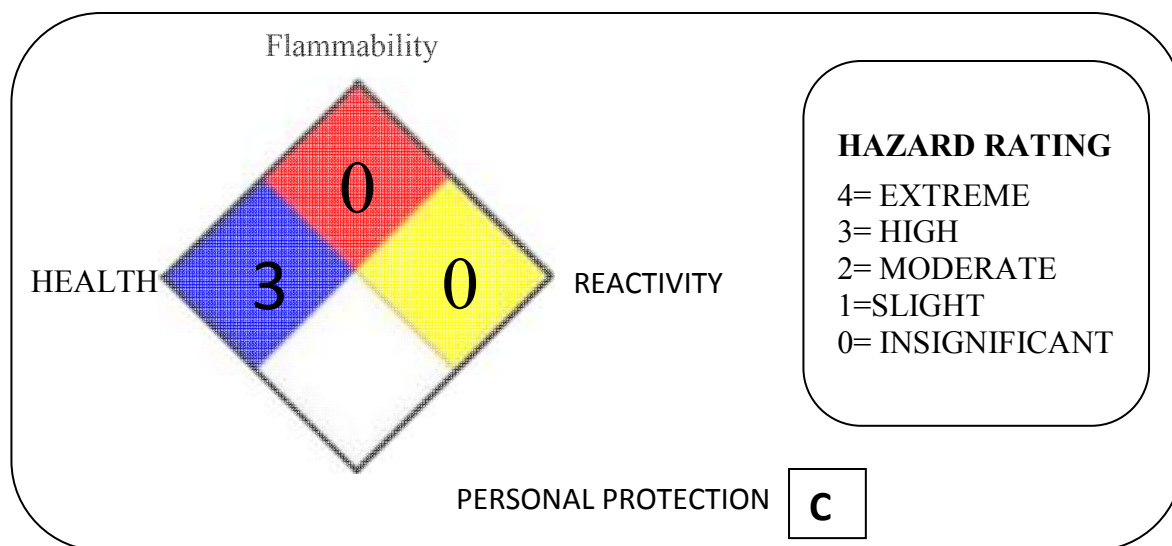 Flammability
0
HEALTH
3
0
REACTIVITY
HAZARD RATING
4= EXTREME
3= HIGH
2= MODERATE
1=SLIGHT
0= INSIGNIFICANT
PERSONAL PROTECTION
C